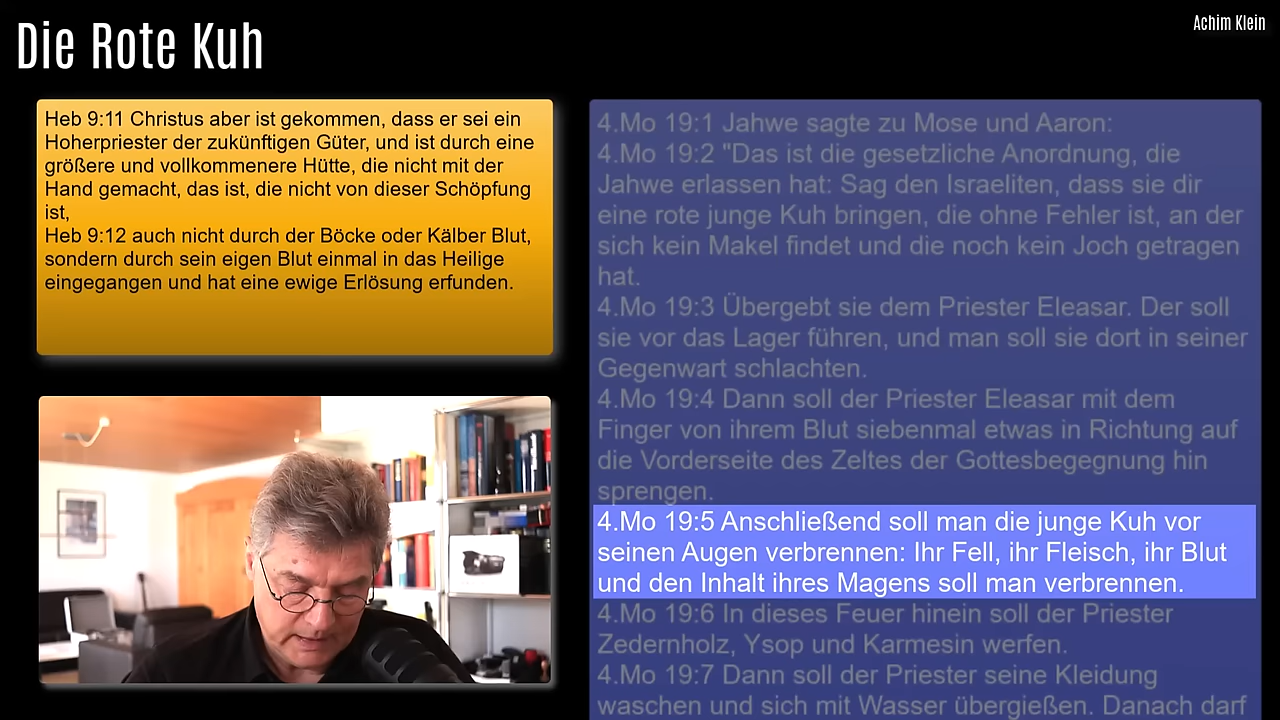 Die Rote Kuh
Achim Klein
Heb 9:11 Christus aber ist gekommen, dass er sei ein
Hoherpriester der zukünftigen Güter, und ist durch eine
größere und vollkommenere Hütte, die nicht mit der
Hand gemacht, das ist, die nicht von dieser Schöpfung
ist,
Heb 9:12 auch nicht durch der Böcke oder Kälber Blut,
sondern durch sein eigen Blut einmal in das Heilige
eingegangen und hat eine ewige Erlösung erfunden.
4.Mo 19:1 Jahwe sagte zu Mose und Aaron:
4.Mo 19:2 "Das ist die gesetzliche Anordnung, die
Jahwe erlassen hat: Sag den Israeliten, dass sie dir
eine rote junge Kuh bringen, die ohne Fehler ist, an der
sich kein Makel findet und die noch kein Joch getragen
hat.
4.Mo 19:3 Übergebt sie dem Priester Eleasar. Der soll
sie vor das Lager führen, und man soll sie dort in seiner
Gegenwart schlachten.
4.Mo 19:4 Dann soll der Priester Eleasar mit dem
Finger von ihrem Blut siebenmal etwas in Richtung auf
die Vorderseite des Zeltes der Gottesbegegnung hin
sprengen.
4.Mo 19:5 Anschließend soll man die junge Kuh vor
seinen Augen verbrennen: Ihr Fell, ihr Fleisch, ihr Blut
und den Inhalt ihres Magens soll man verbrennen.
4.Mo 19:6 In dieses Feuer hinein soll der Priester
Zedernholz, Ysop und Karmesin werfen.
4.Mo 19:7 Dann soll der Priester seine Kleidung
waschen und sich mit Wasser übergießen. Danach darf